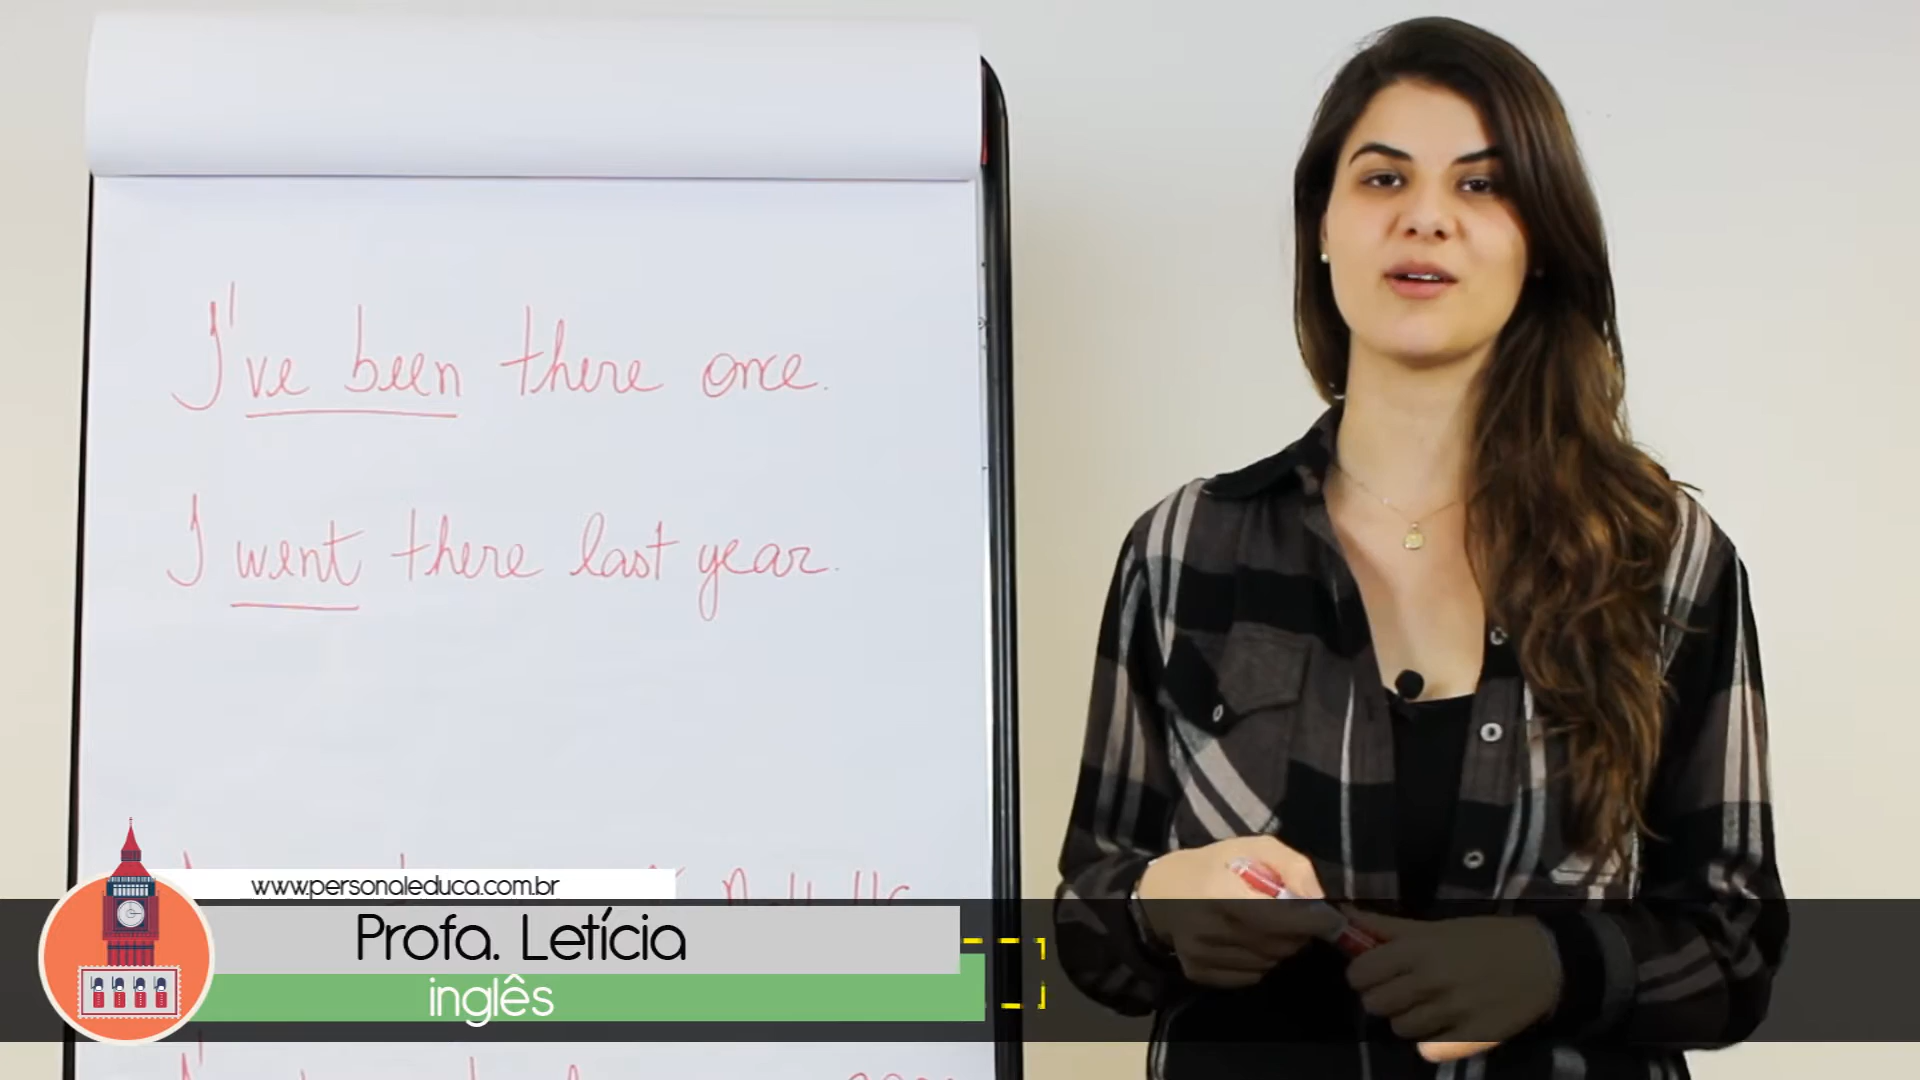 I've been there once.
I went there last year.
www.personaleduca.com.br
Profa. Letícia
inglês